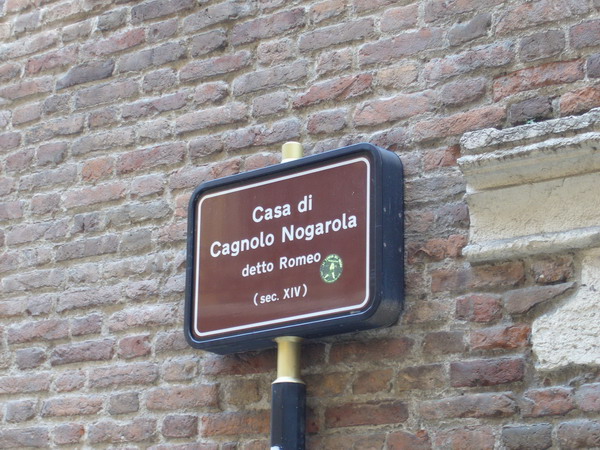 Casa di
Cagnolo Nogarola
detto Romeo
(sec. XIV)